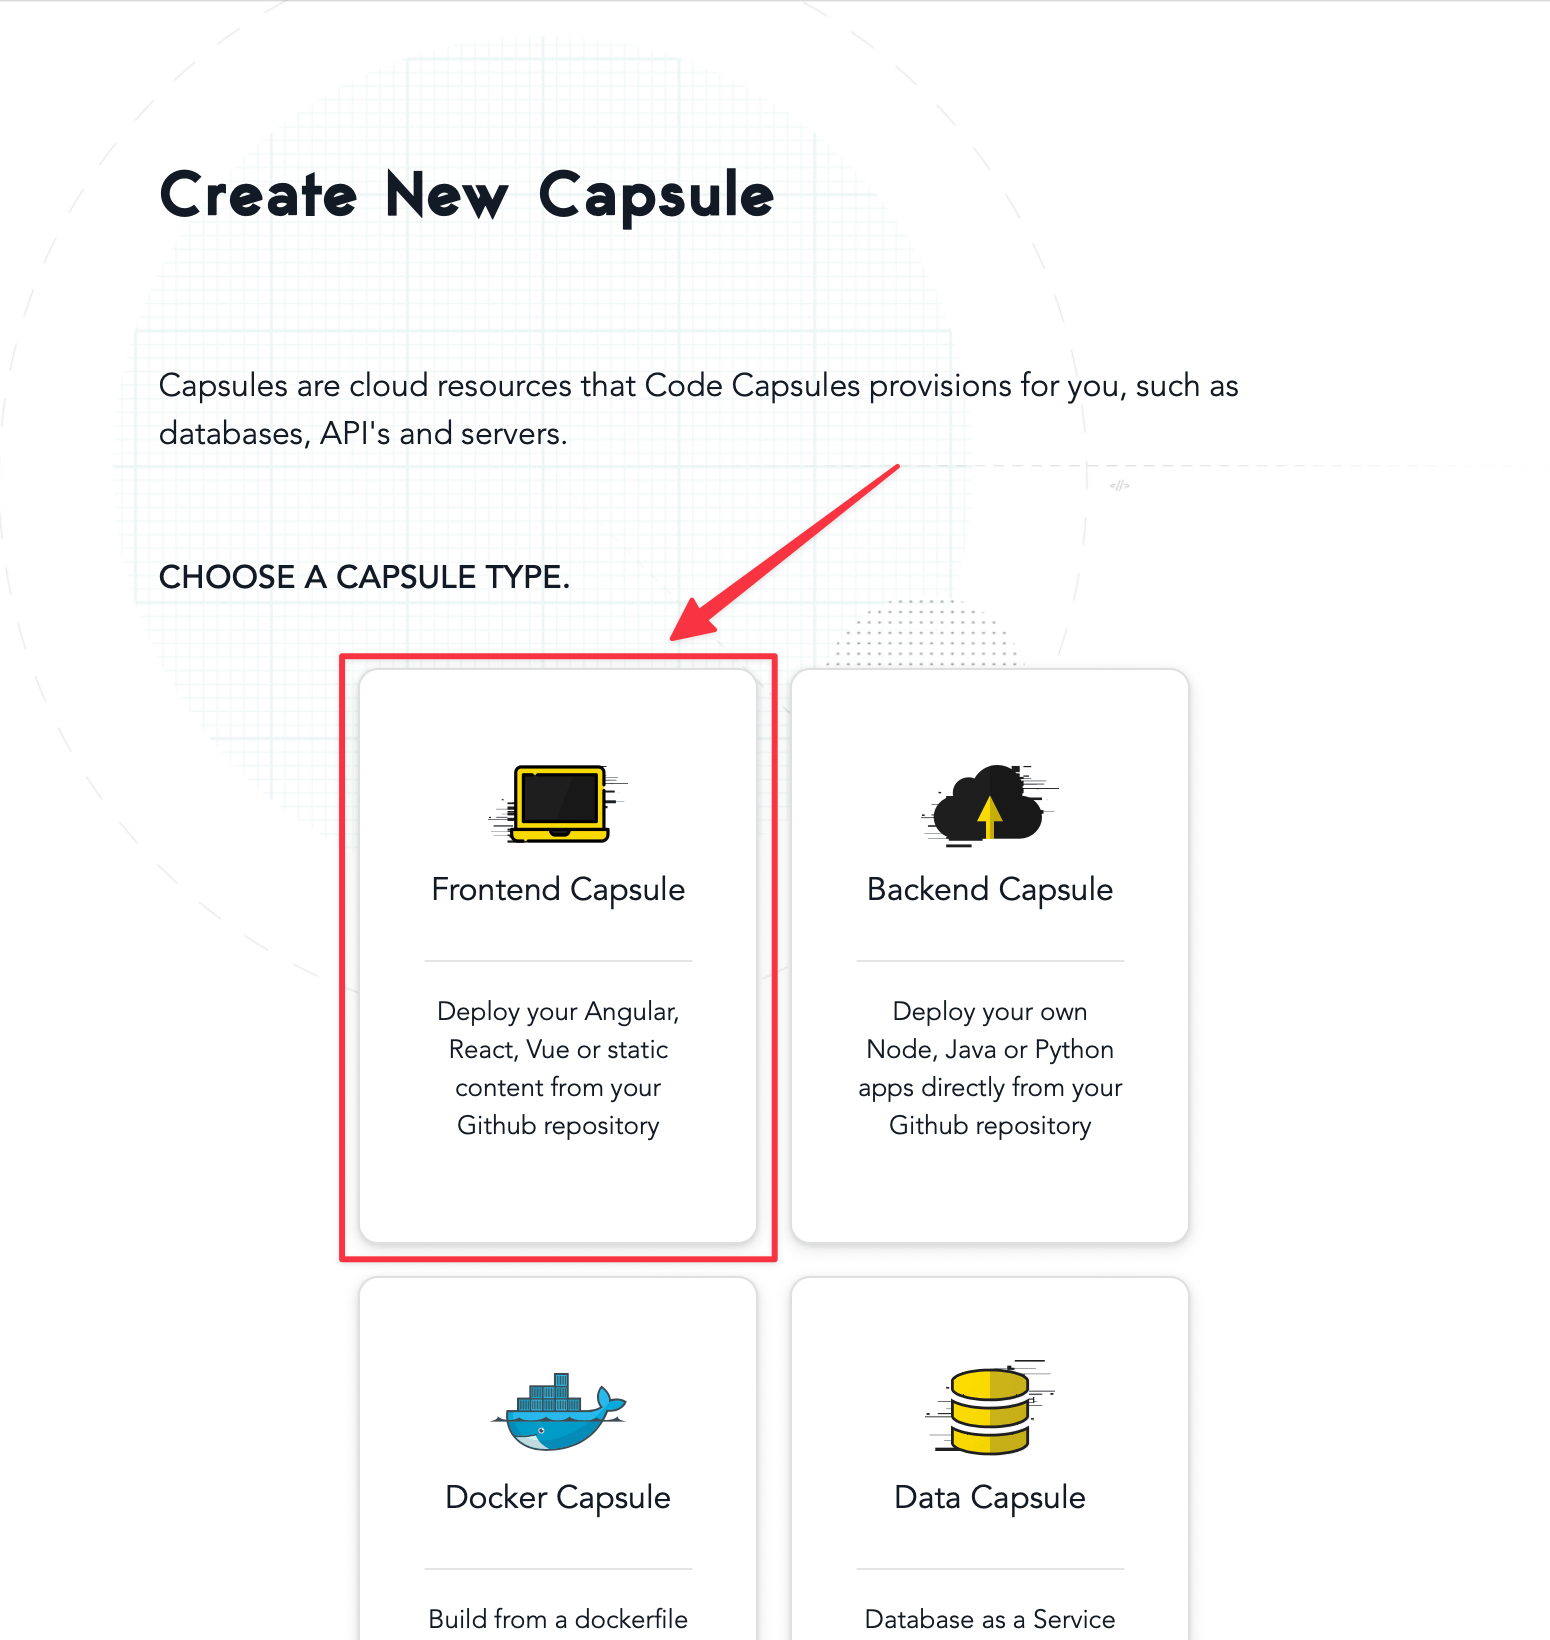 Create New Capsule
Capsules are cloud resources that Code Capsules provisions for you, such as
databases, API's and servers.
</>
CHOOSE A CAPSULE TYPE.
Frontend Capsule
Deploy your Angular,
React, Vue or static
content from your
Github repository
Backend Capsule
Deploy your own
Node, Java or Python
apps directly from your
Github repository
Docker Capsule
Build from a dockerfile
Data Capsule
Database as a Service